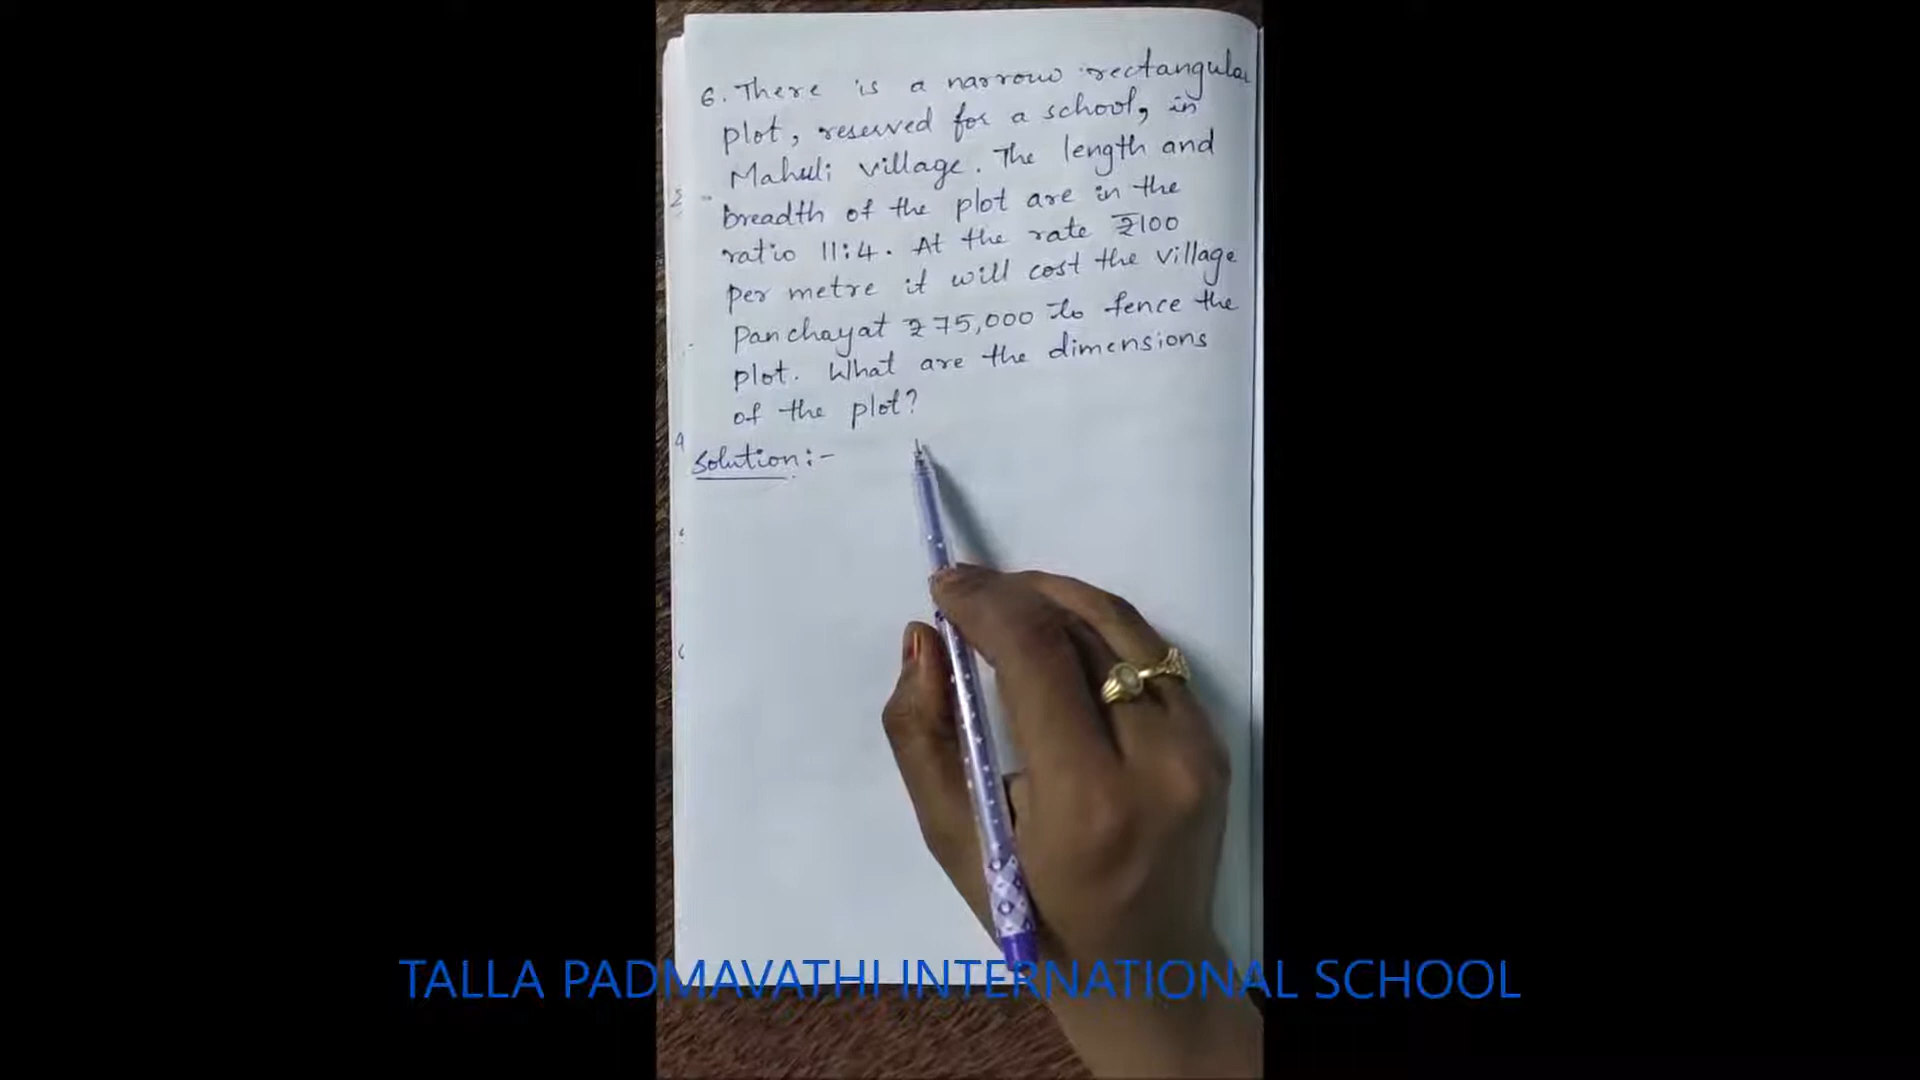 6. There is a narrow rectangular
plot, reserved for a school, in
Mahuli village. The length and
breadth of the plot are in the
ratio 11:4. At the rate ₹100
per metre it will cost the village
Panchayat ₹75,000 to fence the
plot. What are the dimensions
of the plot?
Solution:-
TALLA PADMAVATHI INTERNATIONAL SCHOOL